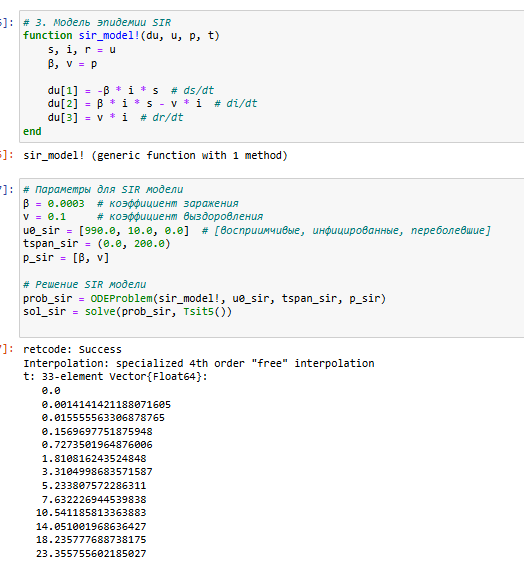 ]: # 3. Модель эпидемии SIR
function sir_model!(du, u, p, t)
    s, i, r = u
    β, ν = p

    du[1] = -β * i * s  # ds/dt
    du[2] = β * i * s - ν * i  # di/dt
    du[3] = ν * i  # dr/dt
end
]: sir_model! (generic function with 1 method)
]: # Параметры для SIR модели
β = 0.0003  # коэффициент заражения
ν = 0.1     # коэффициент выздоровления
u0_sir = [990.0, 10.0, 0.0]  # [восприимчивые, инфицированные, переболевшие]
tspan_sir = (0.0, 200.0)
p_sir = [β, ν]

# Решение SIR модели
prob_sir = ODEProblem(sir_model!, u0_sir, tspan_sir, p_sir)
sol_sir = solve(prob_sir, Tsit5())
]: retcode: Success
Interpolation: specialized 4th order "free" interpolation
t: 33-element Vector{Float64}:
   0.0
   0.0014141421188071605
   0.015555563306878765
   0.1569697751875948
   0.7273501964876006
   1.810816243524848
   3.3104998683571587
   5.233807572286311
   7.632226944539838
  10.541185813363883
  14.051001968636427
  18.235777688738175
  23.355755602185027